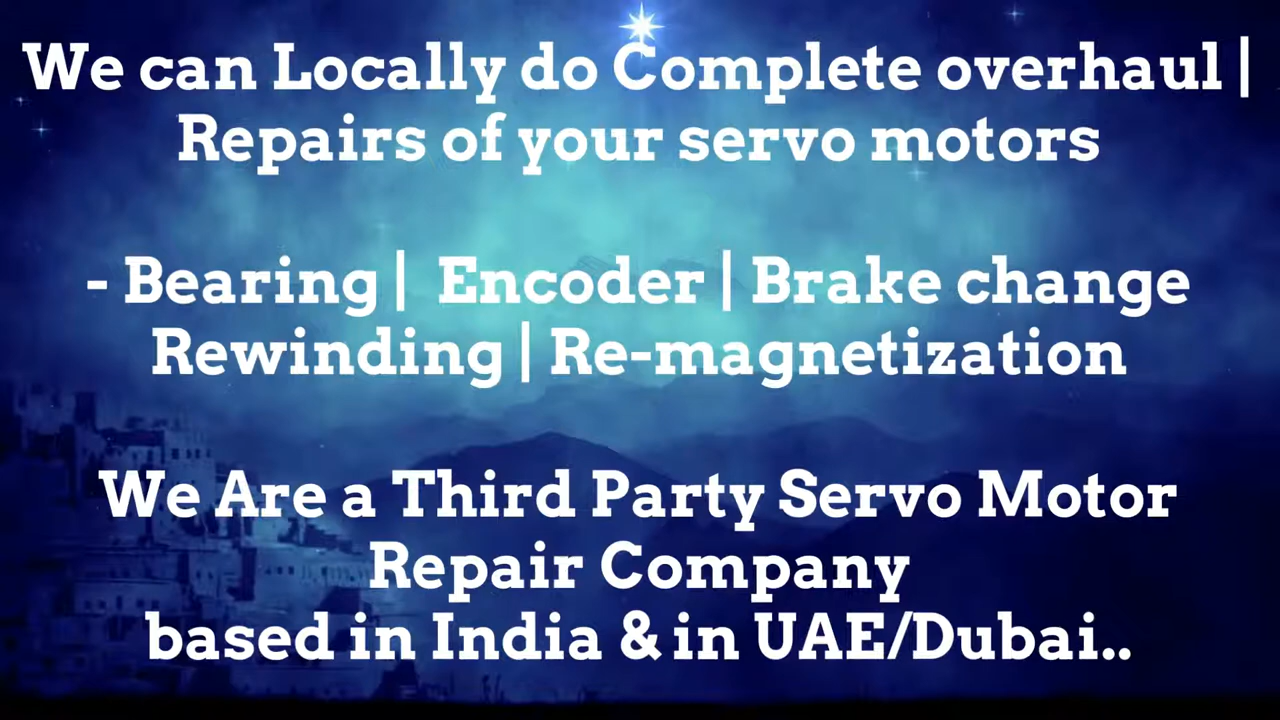 We can Locally do Complete overhaul |
Repairs of your servo motors
- Bearing | Encoder | Brake change
Rewinding | Re-magnetization
We Are a Third Party Servo Motor
Repair Company
based in India & in UAE/Dubai..